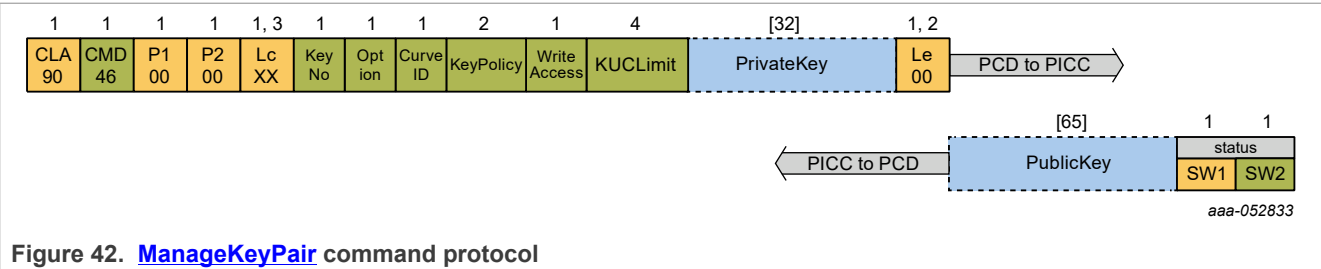 1 1 1 1 1, 3 1 1 1 2 1 4 [32] 1, 2
CLA CMD P1 P2 Lc Key Opt Curve KeyPolicy Write KUCLimit PrivateKey Le PCD to PICC
90 46 00 00 XX No ion ID Access 00
[65] 1 1
PICC to PCD PublicKey status
SW1 SW2
aaa-052833
Figure 42. ManageKeyPair command protocol